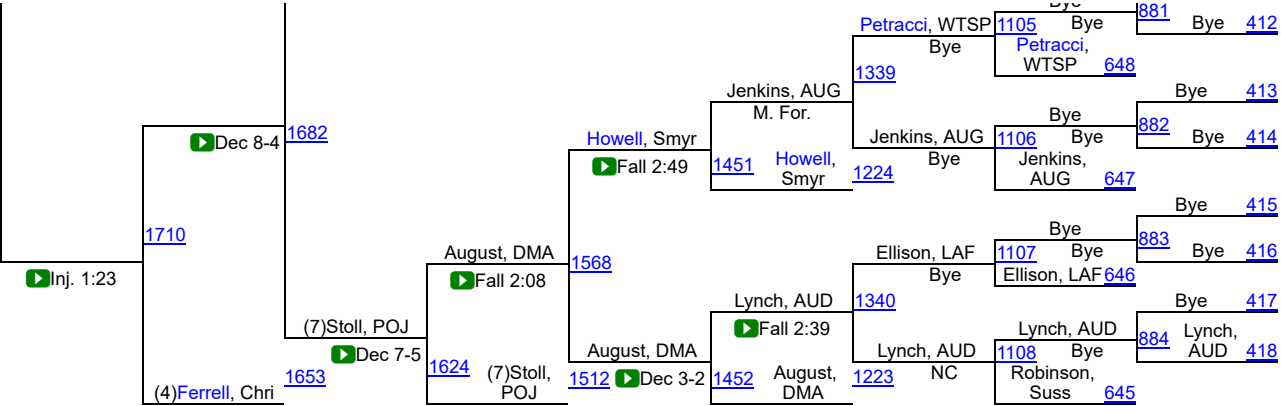 Bye
881
Petracci, WTSP
1105
Bye
Bye
412
Bye
Petracci,
WTSP
648
1339
Jenkins, AUG
Bye
413
M. For.
Bye
882
1682
Dec 8-4
Howell, Smyr
Jenkins, AUG
1106
Bye
Bye
414
Fall 2:49
1451
Howell,
Smyr
1224
Bye
Jenkins,
AUG
647
Bye
415
1710
Bye
883
August, DMA
1568
Ellison, LAF
1107
Bye
Bye
416
Inj. 1:23
Fall 2:08
Bye
Ellison, LAF
646
Lynch, AUD
1340
Bye
417
(7)Stoll, POJ
Fall 2:39
Lynch, AUD
884
Lynch,
AUD
418
Dec 7-5
August, DMA
Lynch, AUD
1108
Bye
1624
(7)Stoll,
POJ
1512
Dec 3-2
1452
August,
DMA
1223
NC
Robinson,
Suss
645
(4)Ferrell, Chri
1653